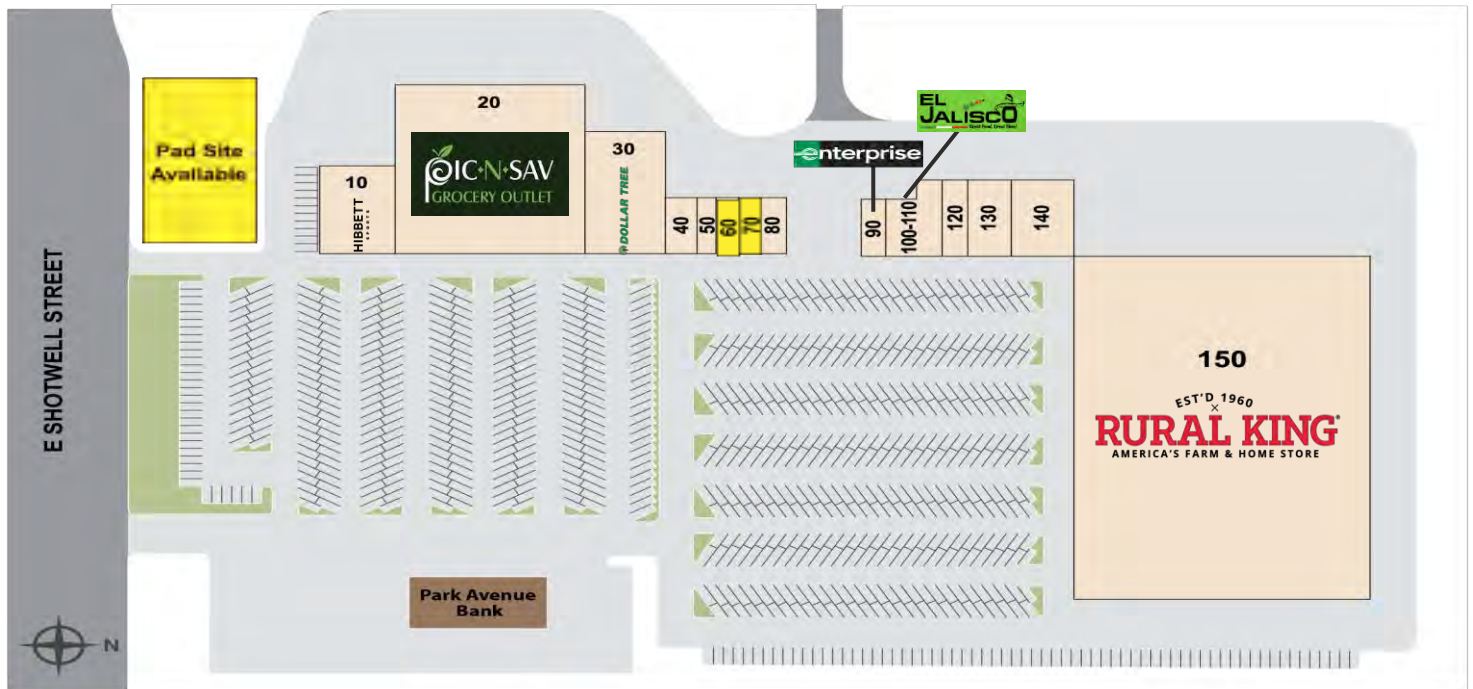 E SHOTWELL STREET
Pad Site
Available
10
HIBBETT
SPORTS
20
PIC·N·SAV
GROCERY OUTLET
30
DOLLAR TREE
40
50
60
70
80
enterprise
EL
JALISCO
90
100-110
120
130
140
150
EST'D 1960
×
RURAL KING®
AMERICA'S FARM & HOME STORE
Park Avenue
Bank
N